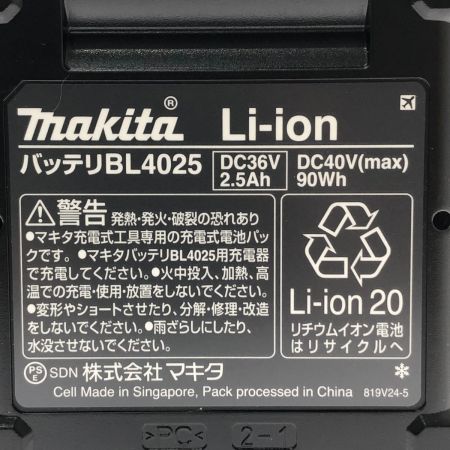 makita® Li-ion
バッテリBL4025 DC36V 2.5Ah DC40V(max) 90Wh
⚠警告 発熱・発火・破裂の恐れあり
●マキタ充電式工具専用の充電式電池パッ
クです。●マキタバッテリBL4025用充電器
で充電してください。●火中投入、加熱、高
温での充電・使用・放置をしないでください。
●変形やショートさせたり、分解・修理・改造
をしないでください。●雨ざらしにしたり、
水没させないでください。
Li-ion 20
リチウムイオン電池
はリサイクルへ
PSE SDN 株式会社 マキタ
Cell Made in Singapore, Pack processed in China 819V24-5
>PC< 2-1